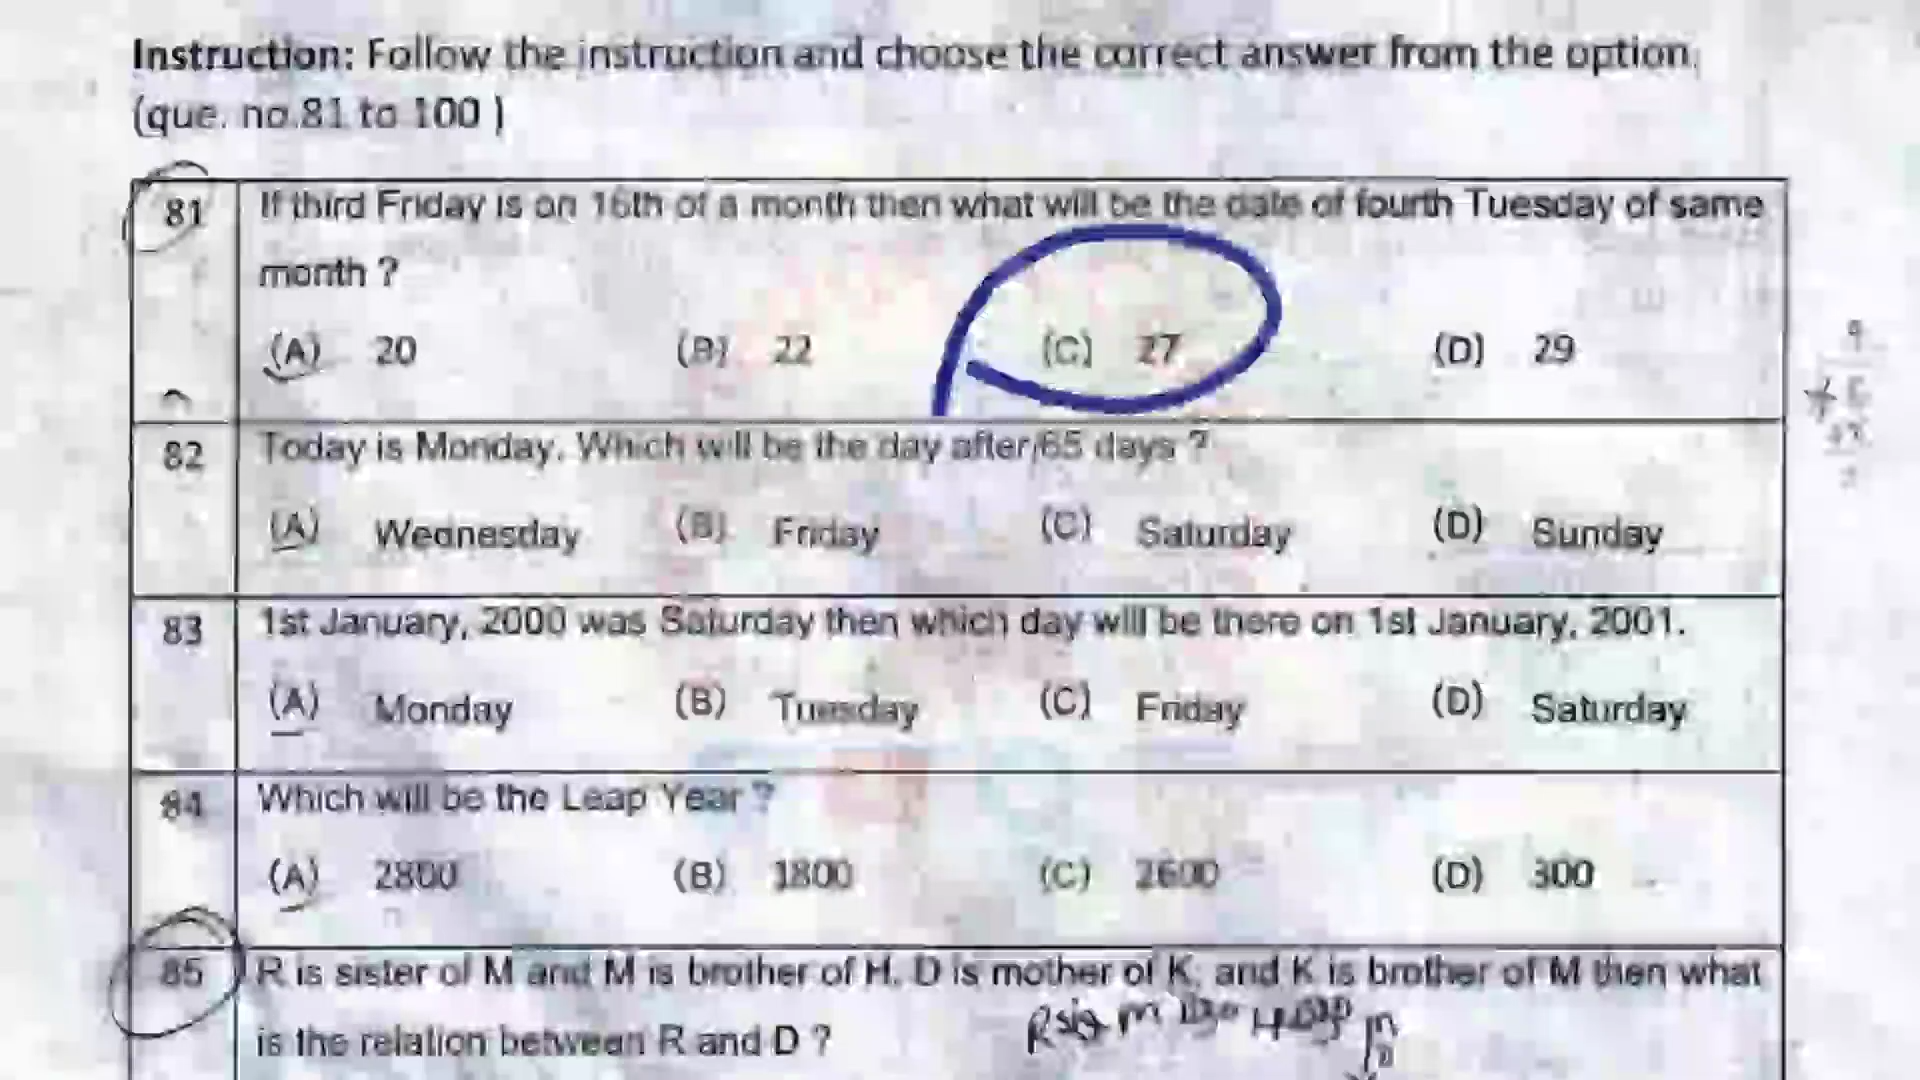 Instruction: Follow the instruction and choose the correct answer from the option.
(que. no.81 to 100 )
81 If third Friday is on 16th of a month then what will be the date of fourth Tuesday of same
month ?
(A) 20 (B) 22 (C) 27 (D) 29
82 Today is Monday. Which will be the day after 65 days ?
(A) Wednesday (B) Friday (C) Saturday (D) Sunday
83 1st January, 2000 was Saturday then which day will be there on 1st January, 2001.
(A) Monday (B) Tuesday (C) Friday (D) Saturday
84 Which will be the Leap Year ?
(A) 2800 (B) 1800 (C) 2600 (D) 300
85 R is sister of M and M is brother of H. D is mother of K, and K is brother of M then what
is the relation between R and D ?